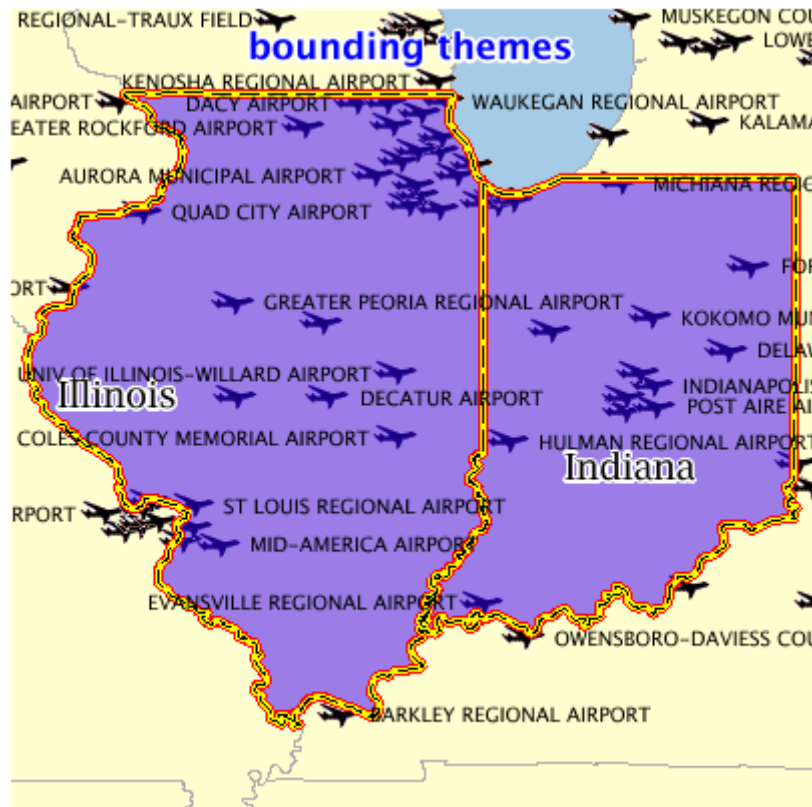 REGIONAL-TRAUX FIELD
MUSKEGON COU
bounding themes
LOWE
KENOSHA REGIONAL AIRPORT
AIRPORT
DACY AIRPORT
WAUKEGAN REGIONAL AIRPORT
EATER ROCKFORD AIRPORT
KALAMA
AURORA MUNICIPAL AIRPORT
MICHIANA REGIO
QUAD CITY AIRPORT
FOR
ORT
GREATER PEORIA REGIONAL AIRPORT
KOKOMO MUN
DELAW
UNIV OF ILLINOIS-WILLARD AIRPORT
INDIANAPOLIS
Illinois
DECATUR AIRPORT
POST AIRE AI
COLES COUNTY MEMORIAL AIRPORT
HULMAN REGIONAL AIRPORT
Indiana
ST LOUIS REGIONAL AIRPORT
RPORT
MID-AMERICA AIRPORT
EVANSVILLE REGIONAL AIRPORT
OWENSBORO-DAVIESS COU
BARKLEY REGIONAL AIRPORT